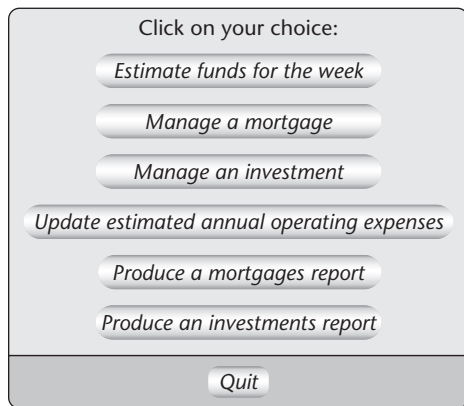 Click on your choice:
Estimate funds for the week
Manage a mortgage
Manage an investment
Update estimated annual operating expenses
Produce a mortgages report
Produce an investments report
Quit